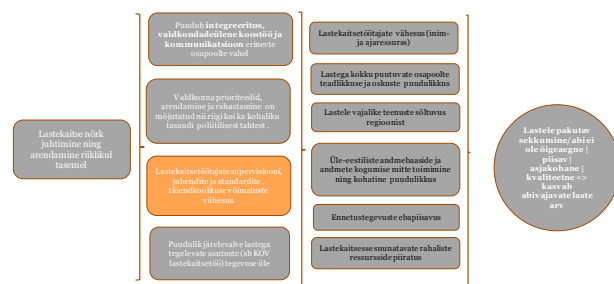 Lastekaitse nõrk
juhtimine ning
arendamine riiklikul
tasemel
Puudub integreeritus,
valdkondadeülene koostöö ja
kommunikatsioon erinevte
osapoolte vahel
Valdkonna prioriteedid,
arendamine ja rahastamine on
mõjutatud nii riigi kui ka kohaliku
tasandi poliitilisest tahtest .
Lastekaitsetöötajate supervisiooni,
juhendite ja standardite ,
täiendkoolituse võimaluste
vähesus
Puudulik järelevalve lastega
tegelevate asutuste (sh KOV
lastekaitsetöö) tegevuse üle
Lastekaitsetöötajate vähesus (inim-
ja ajaressurss)
Lastega kokku puutuvate osapoolte
teadlikkuse ja oskuste puudulikkus
Lastele vajalike teenuste sõltuvus
regioonist
Üle-eestiliste andmebaaside ja
andmete kogumise mitte toimimine
ning kohatine puudulikkus
Ennetustegevuste ebapiisavus
Lastekaitsesse suunatavate rahaliste
ressursside piiratus
Lastele pakutav
sekkumine/abi ei
ole õigeaegne |
piisav |
asjakohane |
kvaliteetne =>
kasvab
abivajavate laste
arv